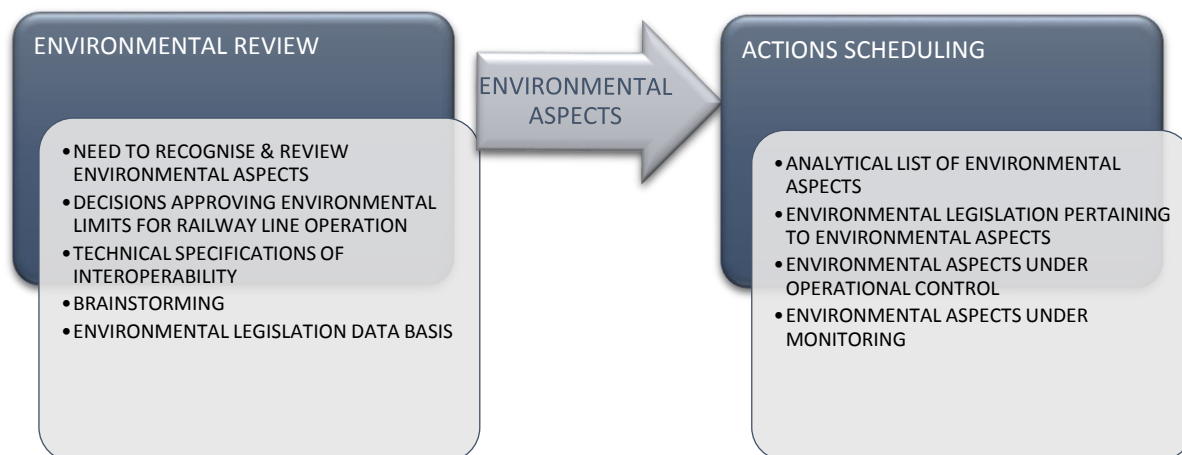 ENVIRONMENTAL REVIEW
•NEED TO RECOGNISE & REVIEW
ENVIRONMENTAL ASPECTS
•DECISIONS APPROVING ENVIRONMENTAL
LIMITS FOR RAILWAY LINE OPERATION
•TECHNICAL SPECIFICATIONS OF
INTEROPERABILITY
•BRAINSTORMING
•ENVIRONMENTAL LEGISLATION DATA BASIS
ENVIRONMENTAL
ASPECTS
ACTIONS SCHEDULING
•ANALYTICAL LIST OF ENVIRONMENTAL
ASPECTS
•ENVIRONMENTAL LEGISLATION PERTAINING
TO ENVIRONMENTAL ASPECTS
•ENVIRONMENTAL ASPECTS UNDER
OPERATIONAL CONTROL
•ENVIRONMENTAL ASPECTS UNDER
MONITORING